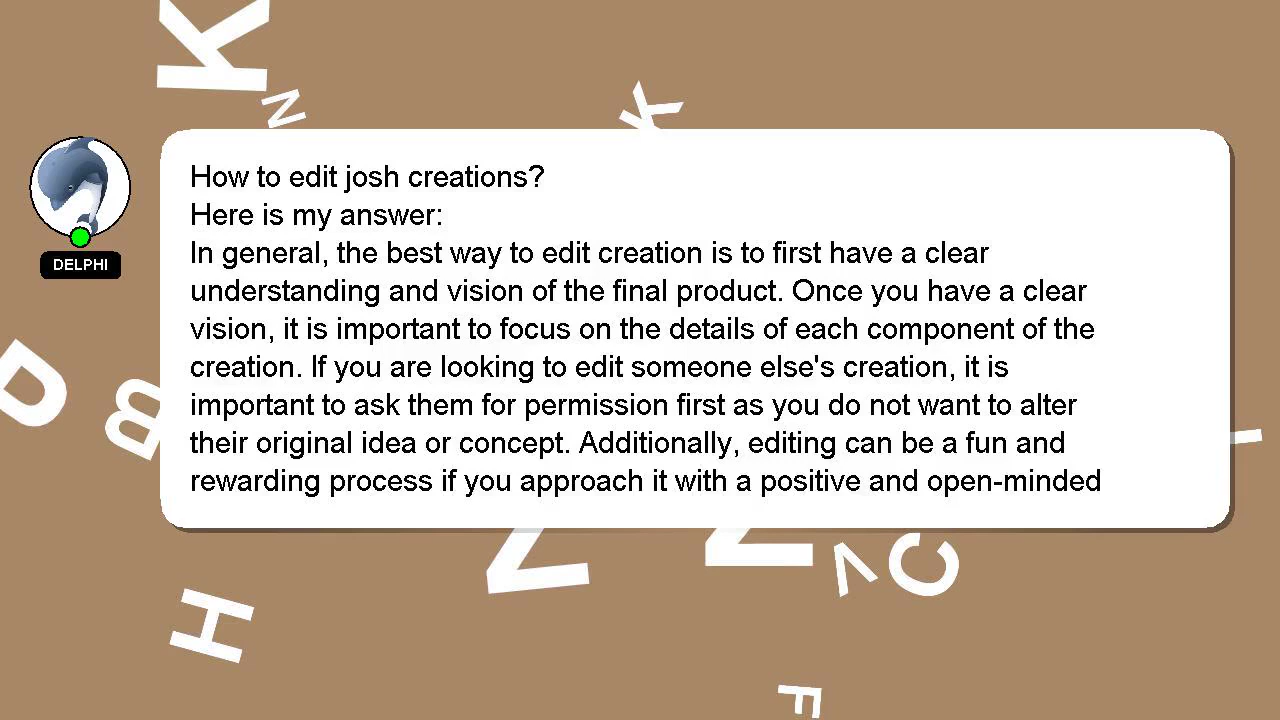 K
N
K
DELPHI
How to edit josh creations?
Here is my answer:
In general, the best way to edit creation is to first have a clear
understanding and vision of the final product. Once you have a clear
vision, it is important to focus on the details of each component of the
creation. If you are looking to edit someone else's creation, it is
important to ask them for permission first as you do not want to alter
their original idea or concept. Additionally, editing can be a fun and
rewarding process if you approach it with a positive and open-minded
D
B
V
C
H
F